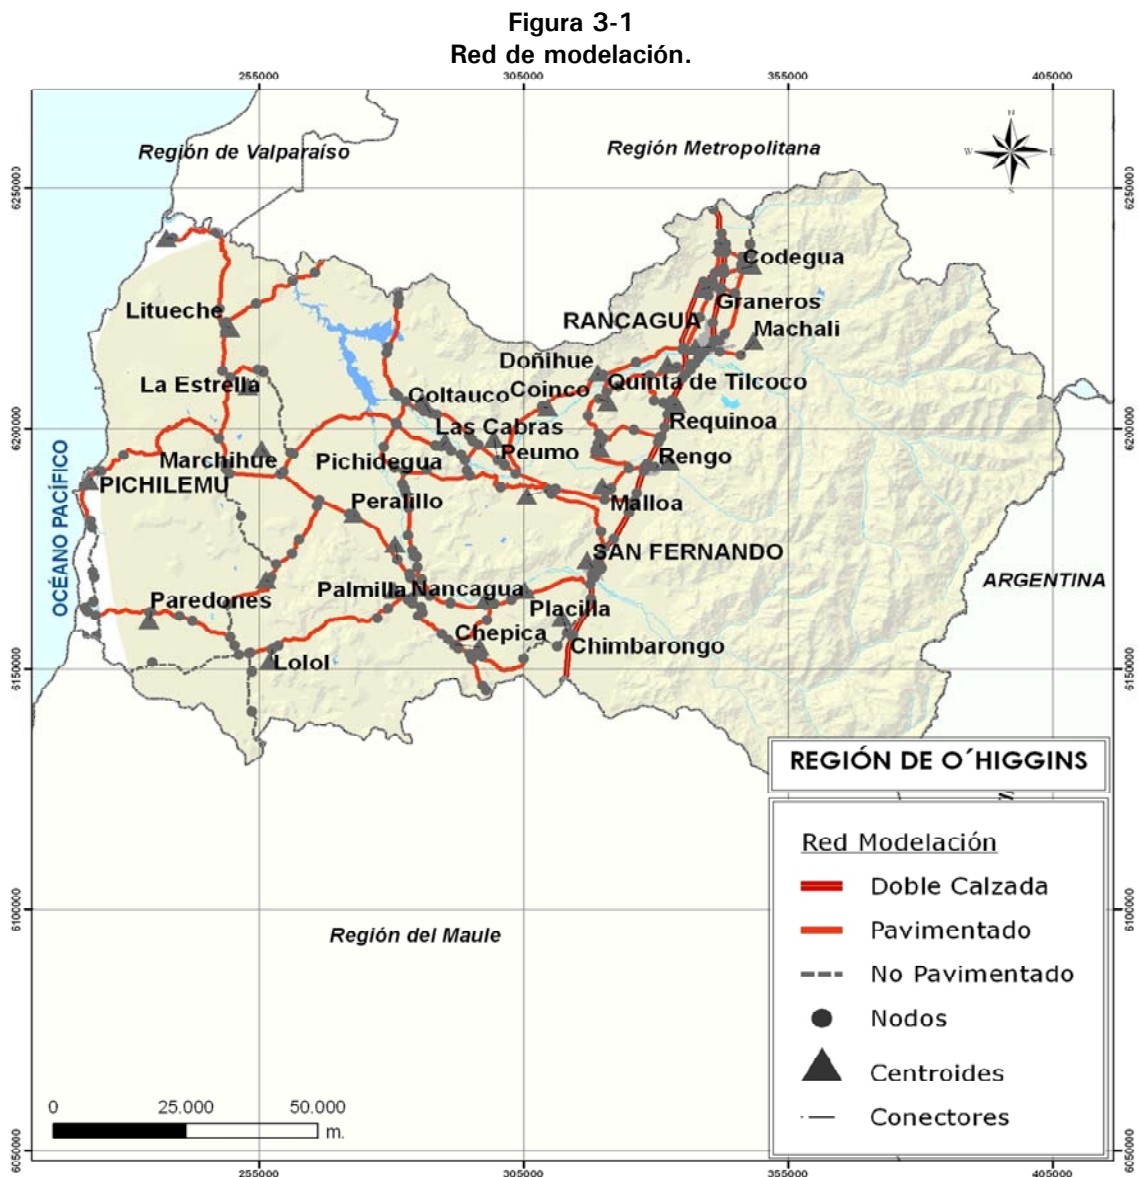 Figura 3-1
Red de modelación.
255000
305000
355000
405000
Región de Valparaíso
Región Metropolitana
N
W
E
S
6250000
6250000
Codegua
Litueche
Graneros
RANCAGUA
Machali
Doñihue
La Estrella
Coltauco
Coinco
Quinta de Tilcoco
6200000
6200000
Las Cabras
Requinoa
Marchihue
Pichidegua
Peumo
Rengo
PICHILEMU
Peralillo
Malloa
OCÉANO PACÍFICO
SAN FERNANDO
ARGENTINA
Paredones
Palmilla
Nancagua
Placilla
Chepica
Chimbarongo
Lolol
6150000
6150000
REGIÓN DE O´HIGGINS
Red Modelación
Doble Calzada
Pavimentado
6100000
6100000
Región del Maule
No Pavimentado
Nodos
Centroides
Conectores
0
25.000
50.000
m.
6050000
6050000
255000
305000
355000
405000